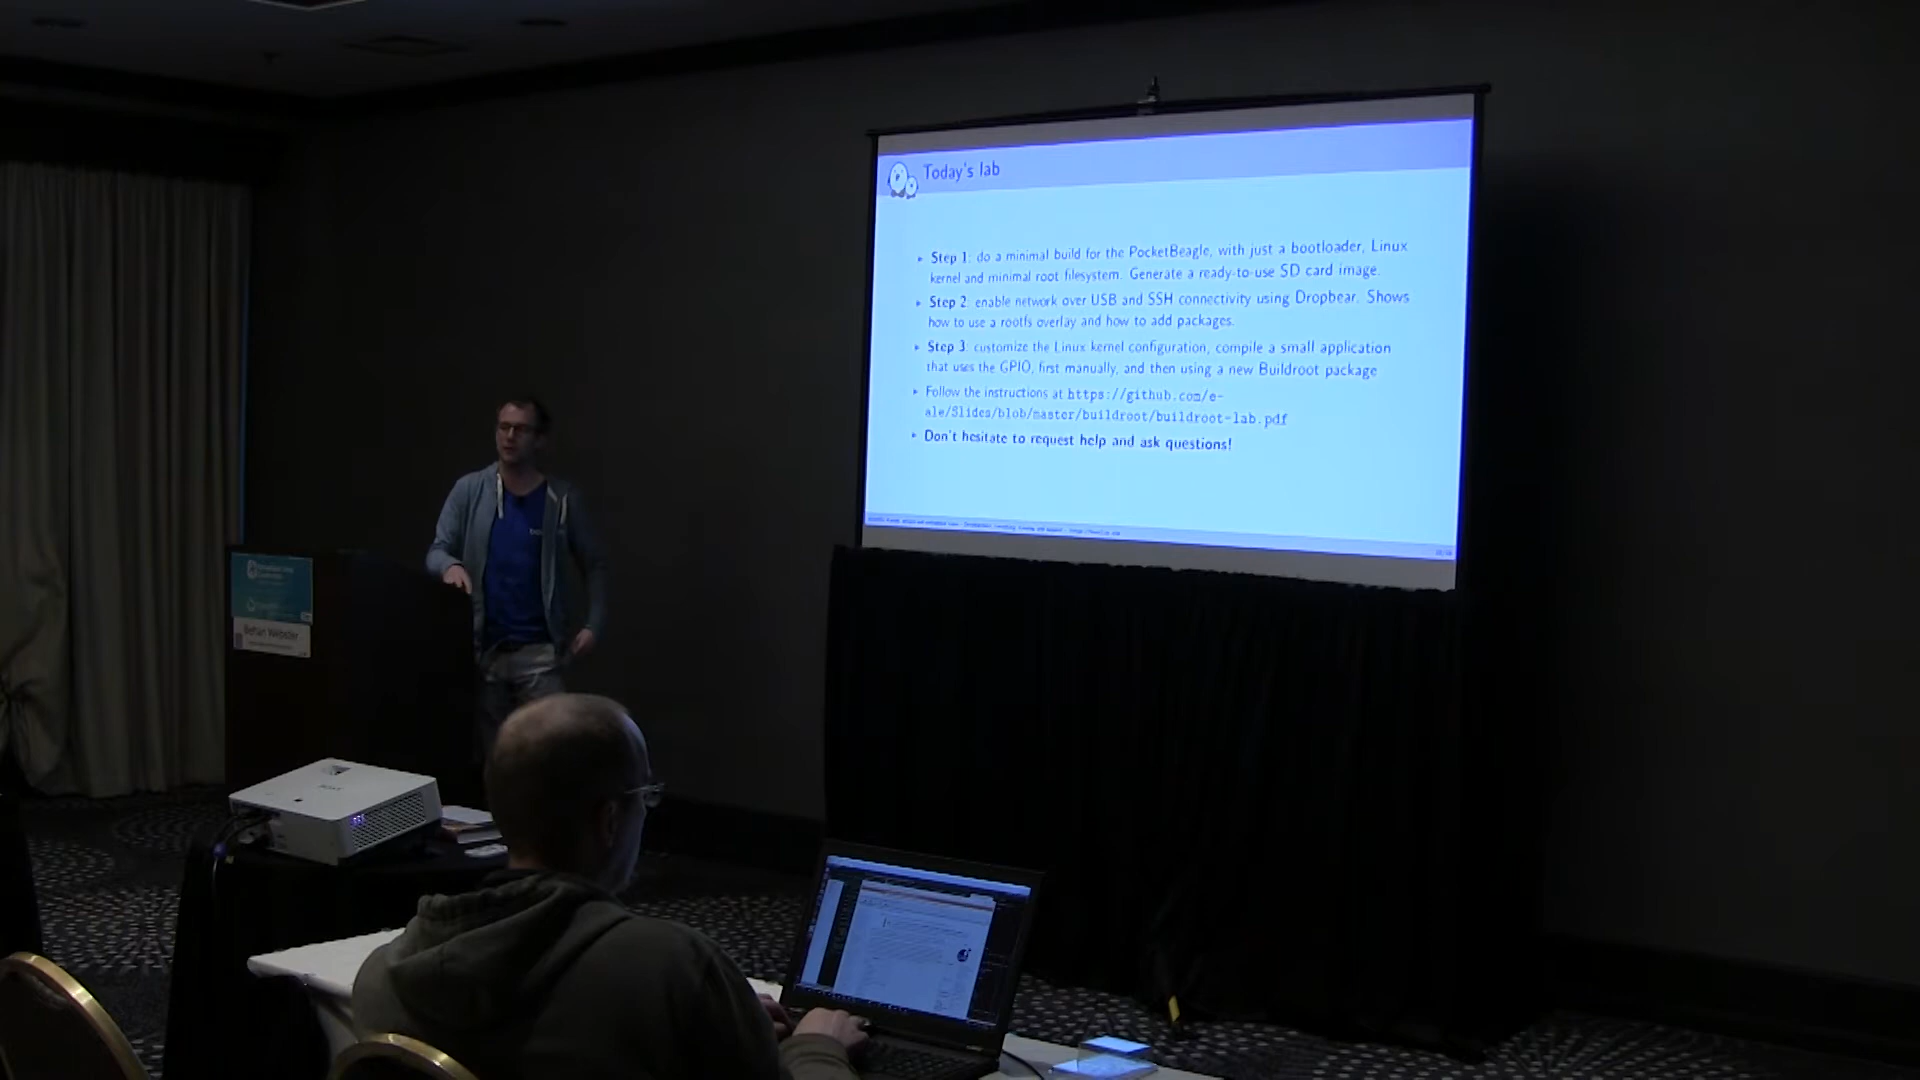 Today's lab
Step 1: do a minimal build for the PocketBeagle, with just a bootloader, Linux
kernel and minimal root filesystem. Generate a ready-to-use SD card image.
Step 2: enable network over USB and SSH connectivity using Dropbear. Shows
how to use a rootfs overlay and how to add packages.
Step 3: customize the Linux kernel configuration, compile a small application
that uses the GPIO, first manually, and then using a new Buildroot package
Follow the instructions at https://github.com/e-
ale/Slides/blob/master/buildroot/buildroot-lab.pdf
Don't hesitate to request help and ask questions!
Behan Webster
SONY